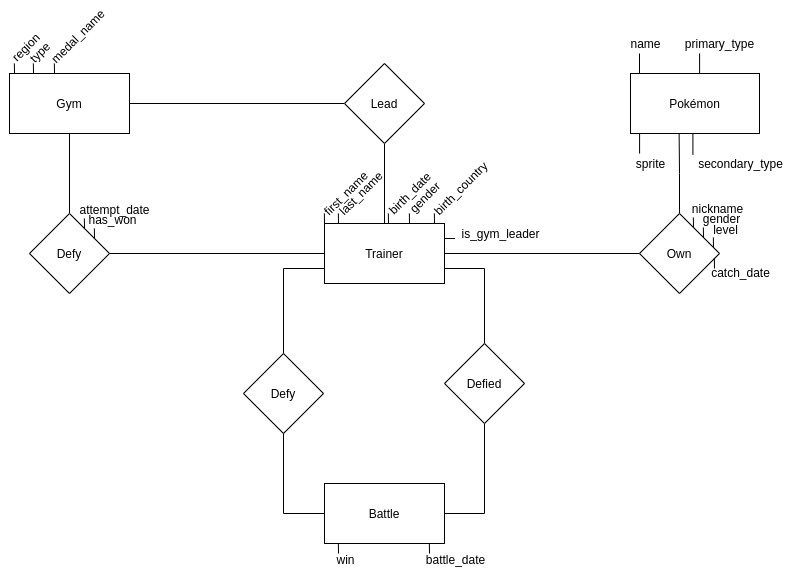 region
type
medal_name
Gym
Lead
name
primary_type
Pokémon
sprite
secondary_type
attempt_date
has_won
Defy
first_name
last_name
birth_date
gender
birth_country
is_gym_leader
Trainer
nickname
gender
level
catch_date
Own
Defy
Defied
Battle
win
battle_date